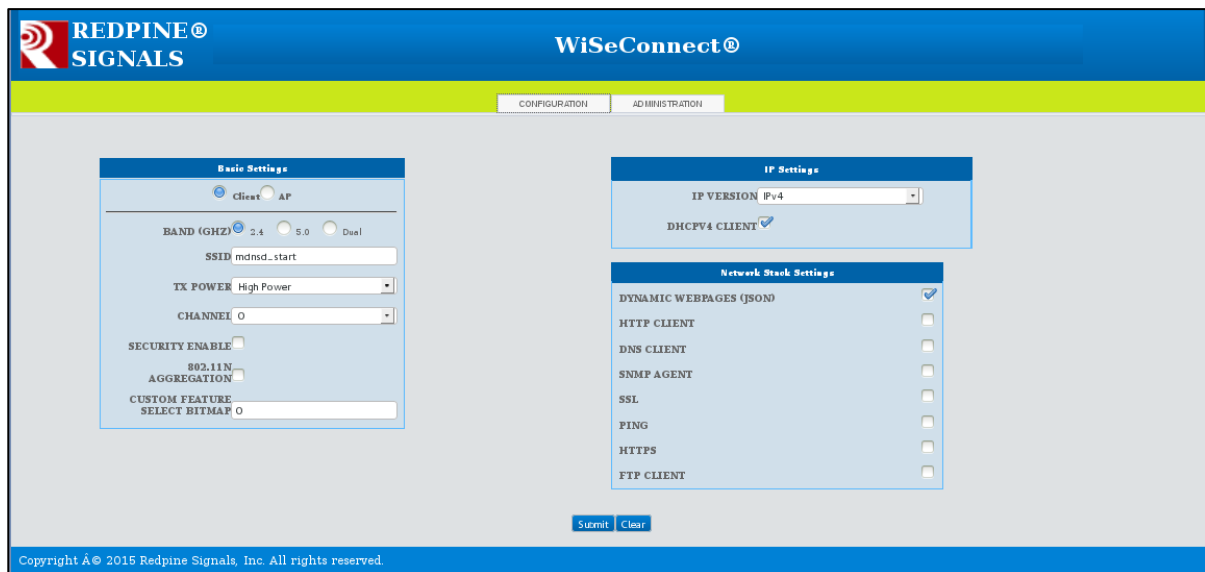 REDPINE®
SIGNALS
WiSeConnect®
CONFIGURATION
ADMINISTRATION
Basic Settings
Client AP
BAND (GHZ) 2.4 5.0 Dual
SSID mdnsd_start
TX POWER High Power
CHANNEL 0
SECURITY ENABLE
802.11N
AGGREGATION
CUSTOM FEATURE
SELECT BITMAP 0
IP Settings
IP VERSION IPv4
DHCPV4 CLIENT
Network Stack Settings
DYNAMIC WEBPAGES (JSON)
HTTP CLIENT
DNS CLIENT
SNMP AGENT
SSL
PING
HTTPS
FTP CLIENT
Submit Clear
Copyright Â© 2015 Redpine Signals, Inc. All rights reserved.